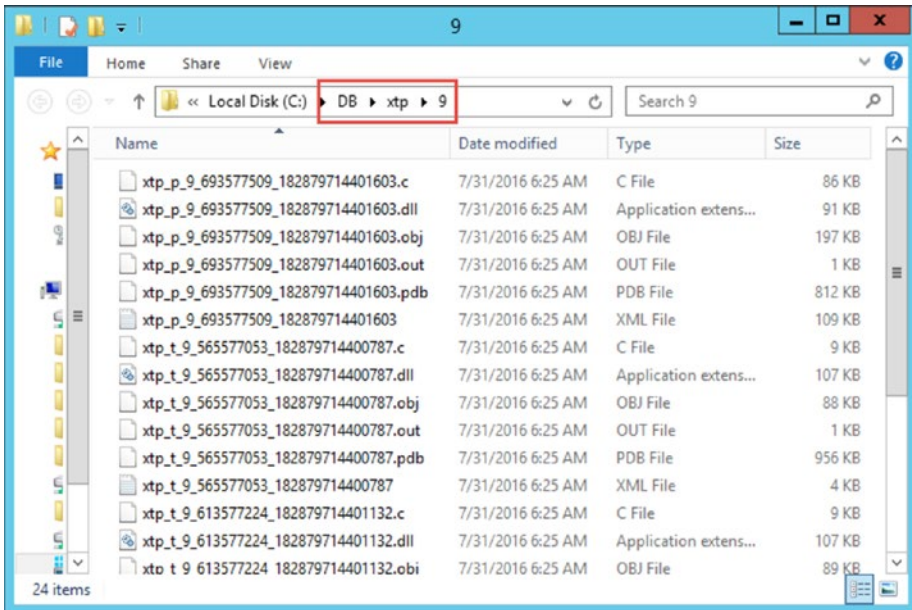 9
File Home Share View
« Local Disk (C:) ▸ DB ▸ xtp ▸ 9 Search 9
Name Date modified Type Size
xtp_p_9_693577509_182879714401603.c 7/31/2016 6:25 AM C File 86 KB
xtp_p_9_693577509_182879714401603.dll 7/31/2016 6:25 AM Application extens... 91 KB
xtp_p_9_693577509_182879714401603.obj 7/31/2016 6:25 AM OBJ File 197 KB
xtp_p_9_693577509_182879714401603.out 7/31/2016 6:25 AM OUT File 1 KB
xtp_p_9_693577509_182879714401603.pdb 7/31/2016 6:25 AM PDB File 812 KB
xtp_p_9_693577509_182879714401603 7/31/2016 6:25 AM XML File 109 KB
xtp_t_9_565577053_182879714400787.c 7/31/2016 6:25 AM C File 9 KB
xtp_t_9_565577053_182879714400787.dll 7/31/2016 6:25 AM Application extens... 107 KB
xtp_t_9_565577053_182879714400787.obj 7/31/2016 6:25 AM OBJ File 88 KB
xtp_t_9_565577053_182879714400787.out 7/31/2016 6:25 AM OUT File 1 KB
xtp_t_9_565577053_182879714400787.pdb 7/31/2016 6:25 AM PDB File 956 KB
xtp_t_9_565577053_182879714400787 7/31/2016 6:25 AM XML File 4 KB
xtp_t_9_613577224_182879714401132.c 7/31/2016 6:25 AM C File 9 KB
xtp_t_9_613577224_182879714401132.dll 7/31/2016 6:25 AM Application extens... 107 KB
xtp_t_9_613577224_182879714401132.obj 7/31/2016 6:25 AM OBJ File 89 KB
24 items